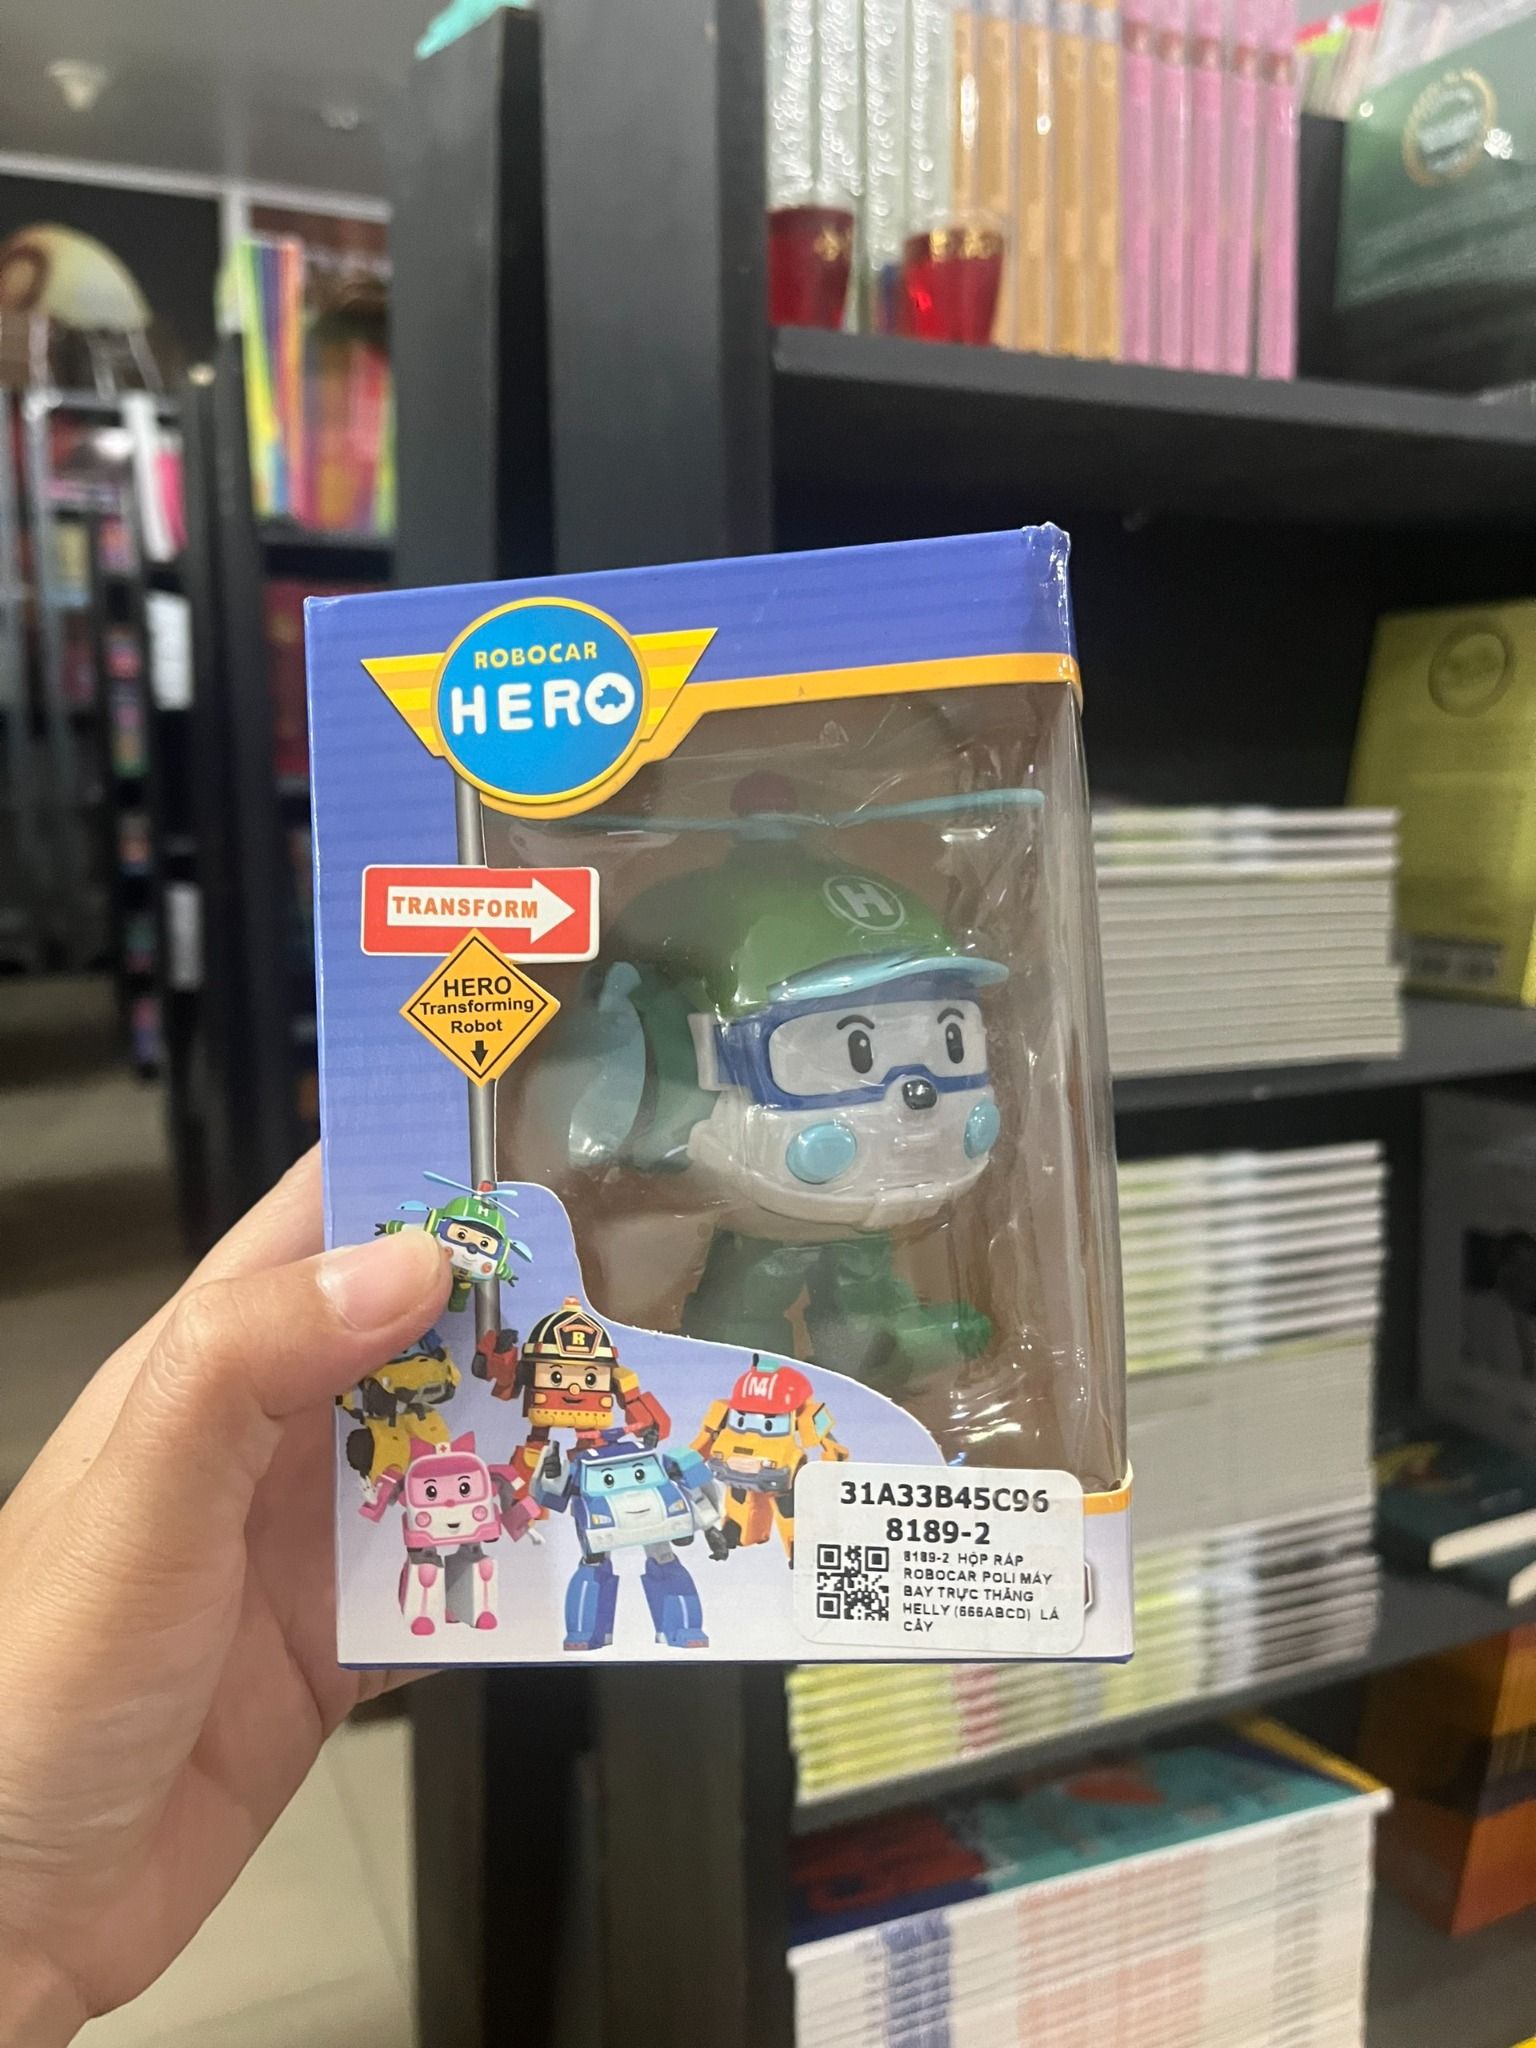 ROBOCAR
HERO
TRANSFORM
HERO
Transforming
Robot
H
H
R
M
31A33B45C96
8189-2
8189-2 HỘP RÁP
ROBOCAR POLI MÁY
BAY TRỰC THĂNG
HELLY (666ABCD) LÁ
CÂY